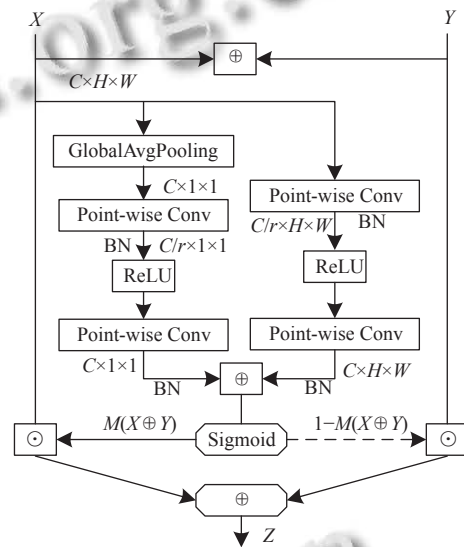 X Y
⊕
C×H×W
GlobalAvgPooling
C×1×1
Point-wise Conv Point-wise Conv
BN C/r×1×1 C/r×H×W BN
ReLU ReLU
Point-wise Conv Point-wise Conv
C×1×1 C×H×W
BN ⊕ BN
M(X⊕Y) 1−M(X⊕Y)
⊙ Sigmoid ⊙
⊕
Z
.org.